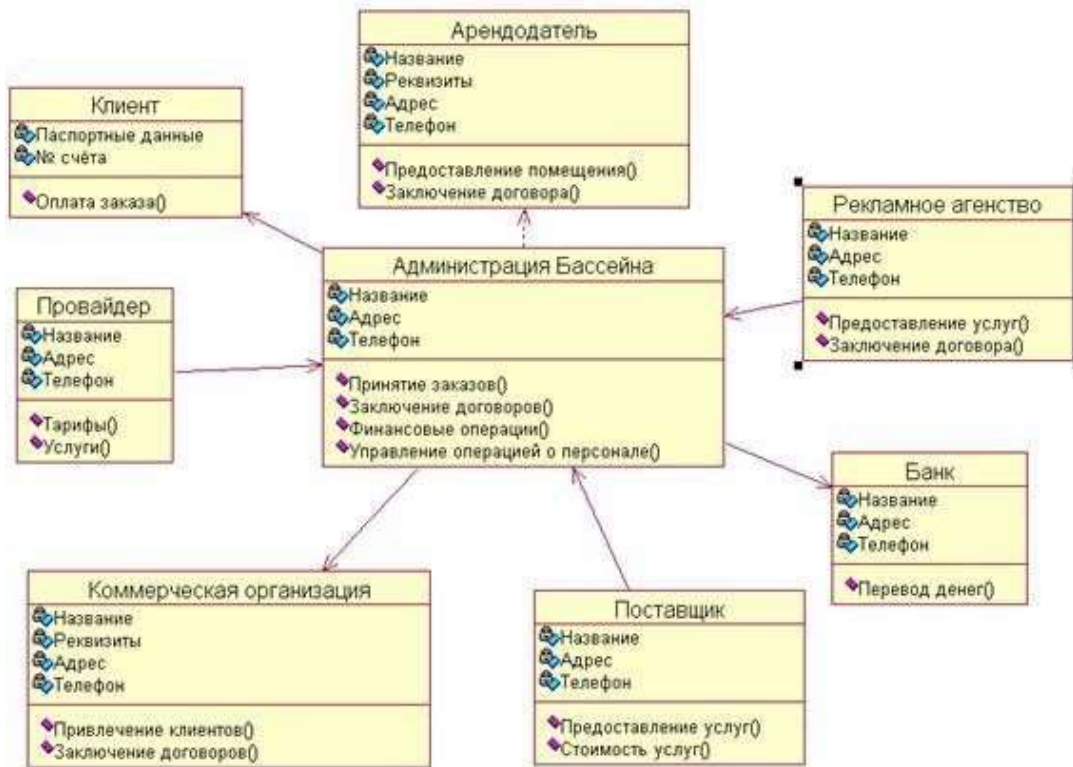 Арендодатель
Название
Реквизиты
Адрес
Телефон
Предоставление помещения()
Заключение договора()
Клиент
Паспортные данные
№ счёта
Оплата заказа()
Рекламное агенство
Название
Адрес
Телефон
Предоставление услуг()
Заключение договора()
Администрация Бассейна
Название
Адрес
Телефон
Принятие заказов()
Заключение договоров()
Финансовые операции()
Управление операцией о персонале()
Провайдер
Название
Адрес
Телефон
Тарифы()
Услуги()
Банк
Название
Адрес
Телефон
Перевод денег()
Коммерческая организация
Название
Реквизиты
Адрес
Телефон
Привлечение клиентов()
Заключение договоров()
Поставщик
Название
Адрес
Телефон
Предоставление услуг()
Стоимость услуг()